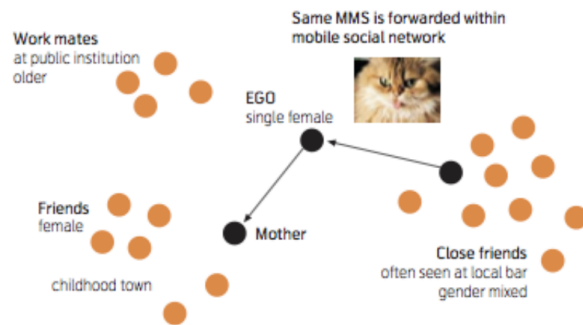 Work mates
at public institution
older
Same MMS is forwarded within
mobile social network
EGO
single female
Friends
female
Mother
childhood town
Close friends
often seen at local bar
gender mixed